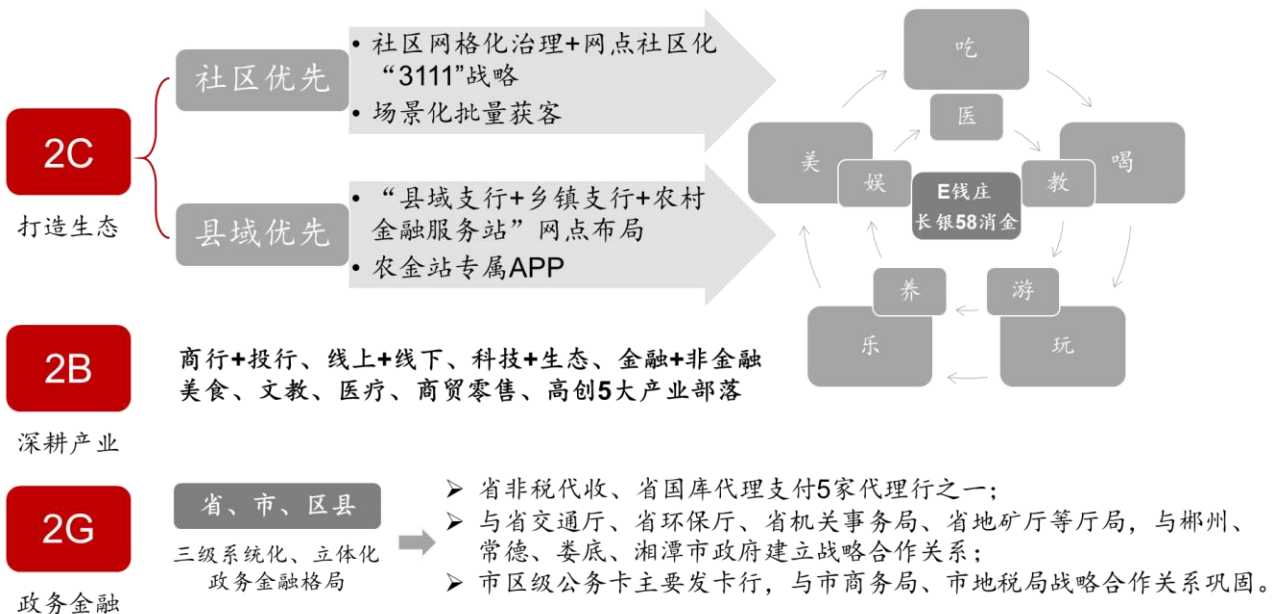 2C
打造生态
社区优先
• 社区网格化治理+网点社区化
“3111”战略
• 场景化批量获客
县域优先
• “县域支行+乡镇支行+农村
金融服务站”网点布局
• 农金站专属APP
吃
喝
玩
乐
美
医
教
游
养
娱
E钱庄
长银58消金
2B
深耕产业
商行+投行、线上+线下、科技+生态、金融+非金融
美食、文教、医疗、商贸零售、高创5大产业部落
2G
政务金融
省、市、区县
三级系统化、立体化
政务金融格局
➢ 省非税代收、省国库代理支付5家代理行之一；
➢ 与省交通厅、省环保厅、省机关事务局、省地矿厅等厅局，与郴州、
常德、娄底、湘潭市政府建立战略合作关系；
➢ 市区级公务卡主要发卡行，与市商务局、市地税局战略合作关系巩固。